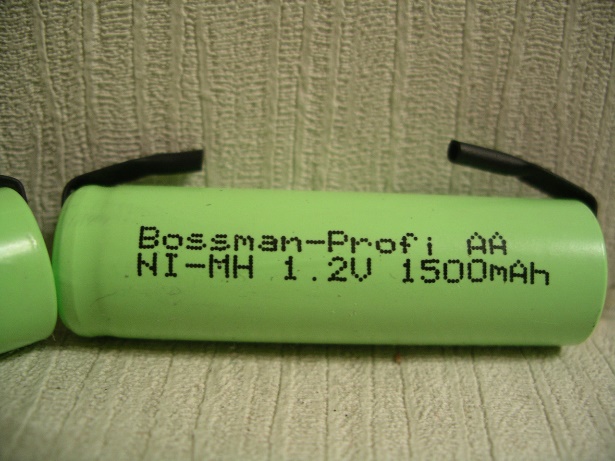 Bossman-Profi AA
NI-MH 1.2V 1500mAh